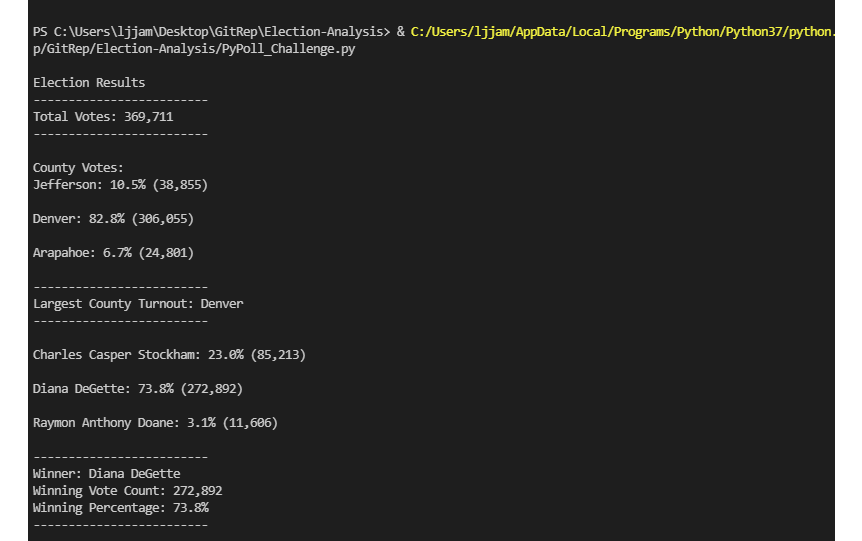 PS C:\Users\ljjam\Desktop\GitRep\Election-Analysis> & C:/Users/ljjam/AppData/Local/Programs/Python/Python37/python.
p/GitRep/Election-Analysis/PyPoll_Challenge.py
Election Results
-------------------------
Total Votes: 369,711
-------------------------
County Votes:
Jefferson: 10.5% (38,855)
Denver: 82.8% (306,055)
Arapahoe: 6.7% (24,801)
-------------------------
Largest County Turnout: Denver
-------------------------
Charles Casper Stockham: 23.0% (85,213)
Diana DeGette: 73.8% (272,892)
Raymon Anthony Doane: 3.1% (11,606)
-------------------------
Winner: Diana DeGette
Winning Vote Count: 272,892
Winning Percentage: 73.8%
-------------------------